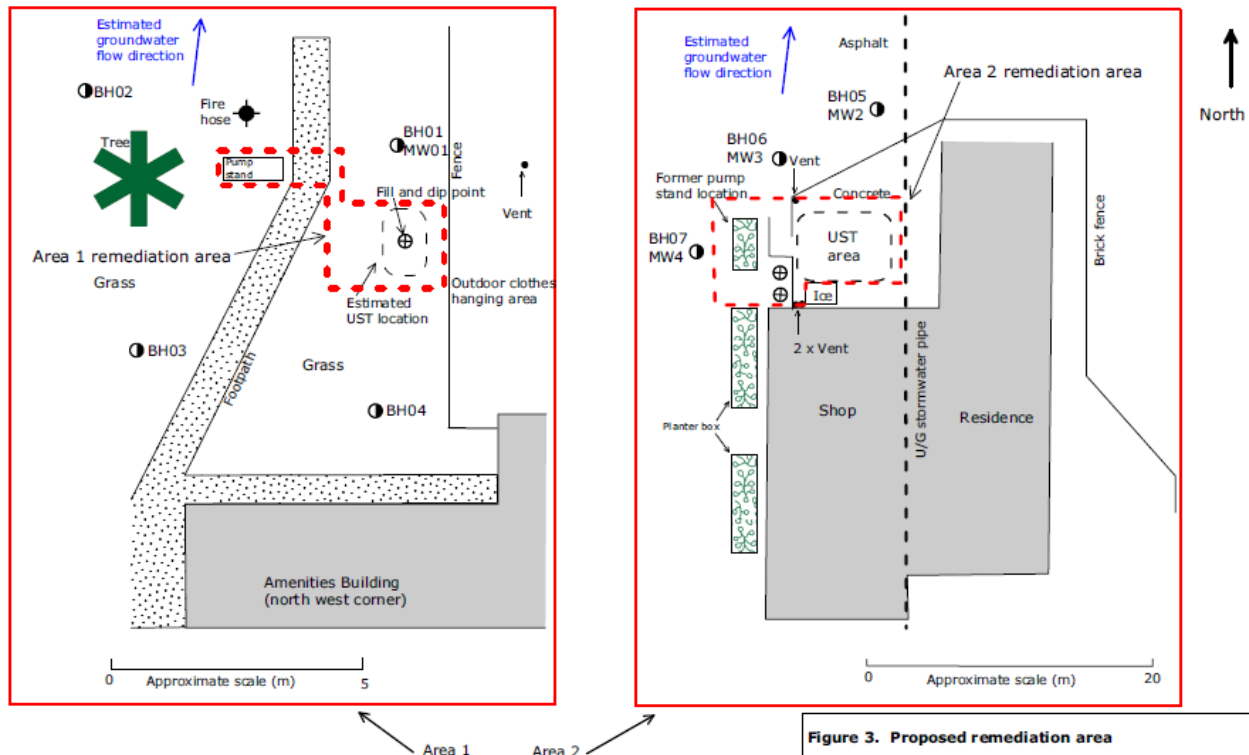 Estimated
groundwater
flow direction
BH02
Fire
hose
Tree
Pump
stand
BH01
MW01
Fence
Fill and dip point
Vent
Area 1 remediation area
Grass
Estimated
UST location
Outdoor clothes
hanging area
BH03
Footpath
Grass
BH04
Amenities Building
(north west corner)
0
Approximate scale (m)
5
Area 1
Estimated
groundwater
flow direction
Asphalt
Area 2 remediation area
BH05
MW2
BH06
MW3
Vent
Former pump
stand location
Concrete
BH07
MW4
UST
area
Ice
Brick fence
2 x Vent
Shop
U/G stormwater pipe
Residence
Planter box
0
Approximate scale (m)
20
Area 2
North
Figure 3. Proposed remediation area